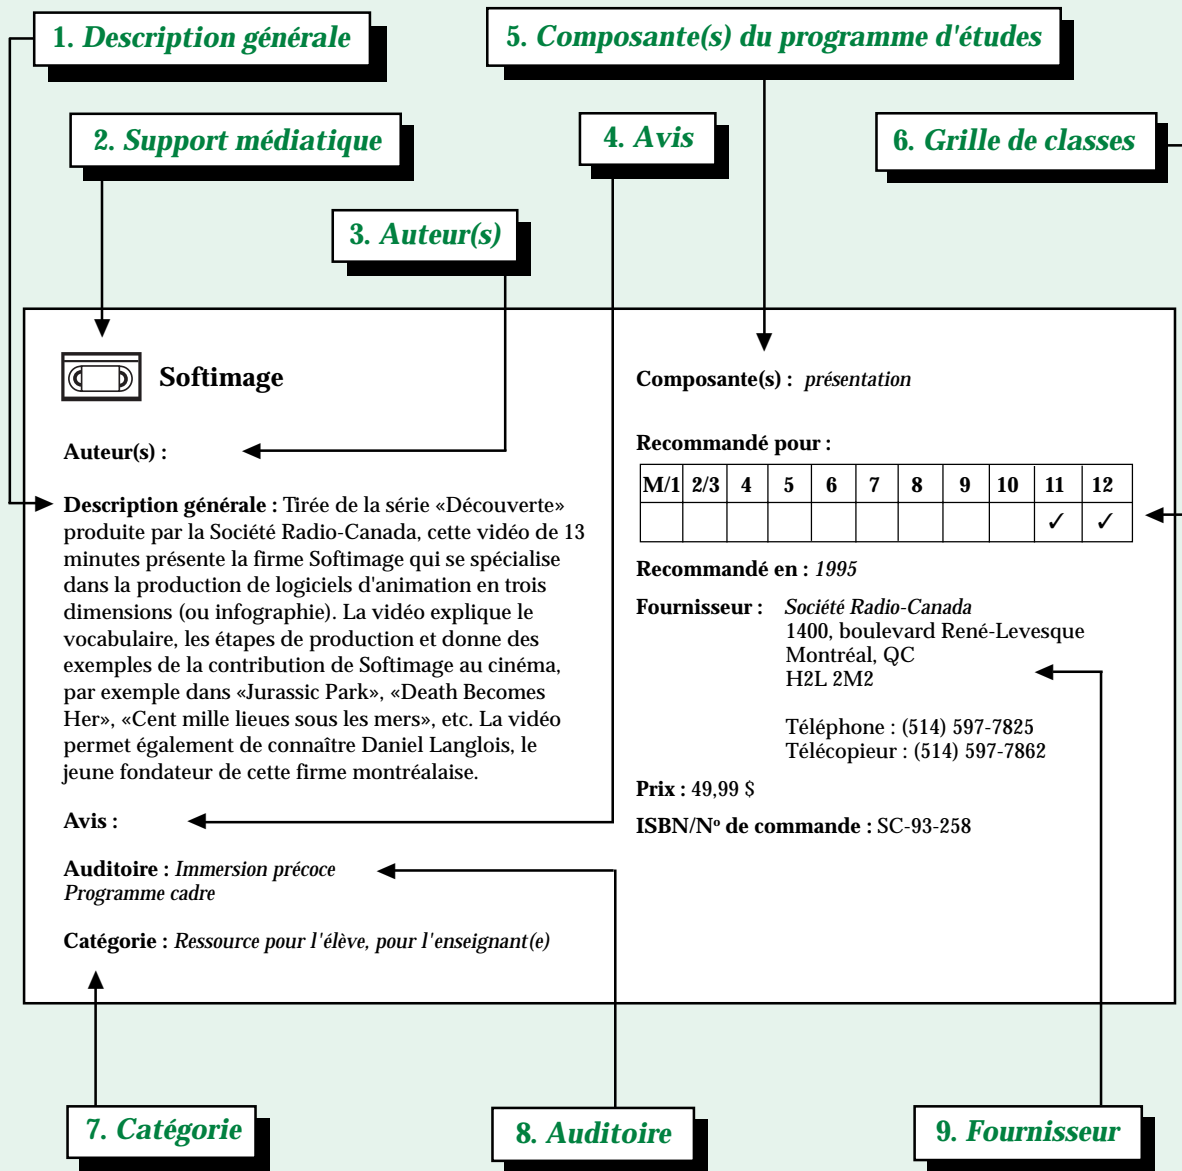 1. Description générale
5. Composante(s) du programme d'études
2. Support médiatique
4. Avis
6. Grille de classes
3. Auteur(s)
Softimage
Auteur(s) :
Description générale : Tirée de la série «Découverte»
produite par la Société Radio-Canada, cette vidéo de 13
minutes présente la firme Softimage qui se spécialise
dans la production de logiciels d'animation en trois
dimensions (ou infographie). La vidéo explique le
vocabulaire, les étapes de production et donne des
exemples de la contribution de Softimage au cinéma,
par exemple dans «Jurassic Park», «Death Becomes
Her», «Cent mille lieues sous les mers», etc. La vidéo
permet également de connaître Daniel Langlois, le
jeune fondateur de cette firme montréalaise.
Avis :
Auditoire : Immersion précoce
Programme cadre
Catégorie : Ressource pour l'élève, pour l'enseignant(e)
Composante(s) : présentation
Recommandé pour :
M/1 2/3 4 5 6 7 8 9 10 11 12
✓ ✓
Recommandé en : 1995
Fournisseur : Société Radio-Canada
1400, boulevard René-Levesque
Montréal, QC
H2L 2M2
Téléphone : (514) 597-7825
Télécopieur : (514) 597-7862
Prix : 49,99 $
ISBN/Nº de commande : SC-93-258
7. Catégorie
8. Auditoire
9. Fournisseur